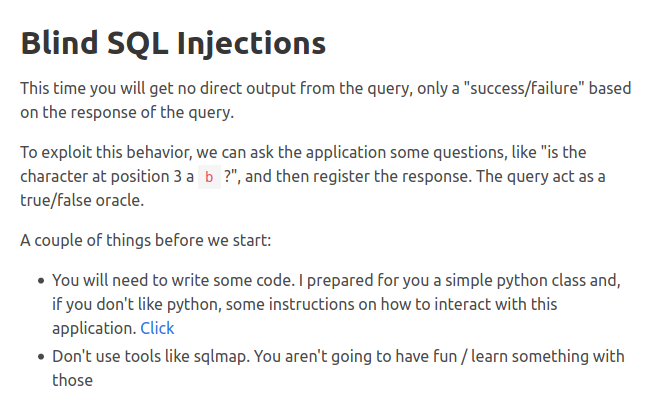 Blind SQL Injections
This time you will get no direct output from the query, only a "success/failure" based
on the response of the query.
To exploit this behavior, we can ask the application some questions, like "is the
character at position 3 a b ?", and then register the response. The query act as a
true/false oracle.
A couple of things before we start:
• You will need to write some code. I prepared for you a simple python class and,
if you don't like python, some instructions on how to interact with this
application. Click
• Don't use tools like sqlmap. You aren't going to have fun / learn something with
those